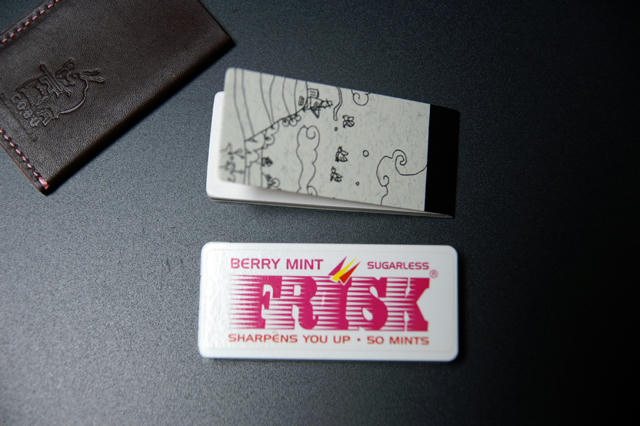 BERRY MINT SUGARLESS
FRISK®
SHARPENS YOU UP • 50 MINTS